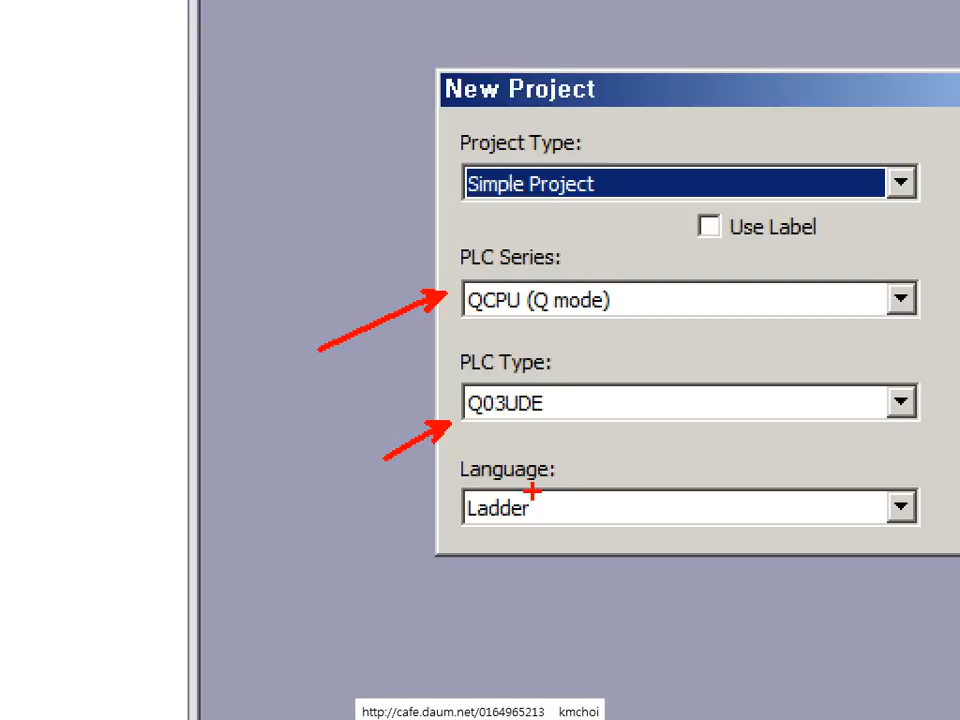 New Project
Project Type:
Simple Project
Use Label
PLC Series:
QCPU (Q mode)
PLC Type:
Q03UDE
Language:
Ladder
http://cafe.daum.net/0164965213 kmchoi